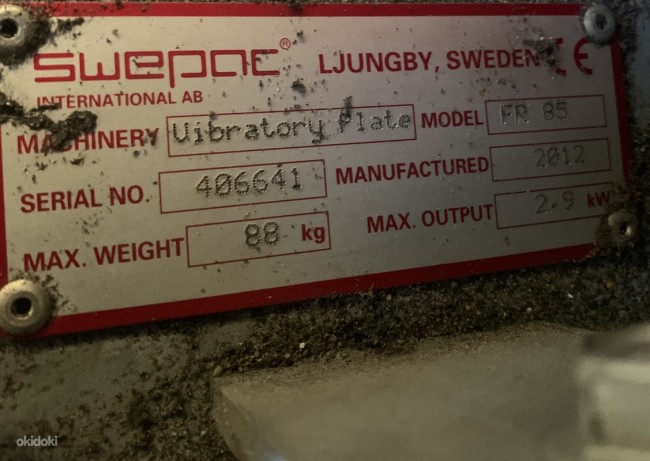 swepac® LJUNGBY, SWEDEN CE
INTERNATIONAL AB
MACHINERY Vibratory Plate MODEL FR 85
SERIAL NO. 406641 MANUFACTURED 2012
MAX. WEIGHT 88 kg MAX. OUTPUT 2.9 kW
okidoki